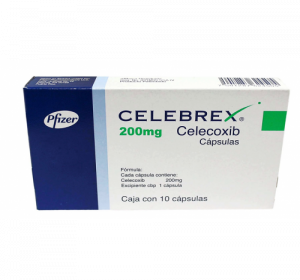 Pfizer
CELEBREX®
200mg Celecoxib
Cápsulas
Fórmula:
Cada cápsula contiene:
Celecoxib 200mg
Excipiente cbp 1 cápsula
Caja con 10 cápsulas